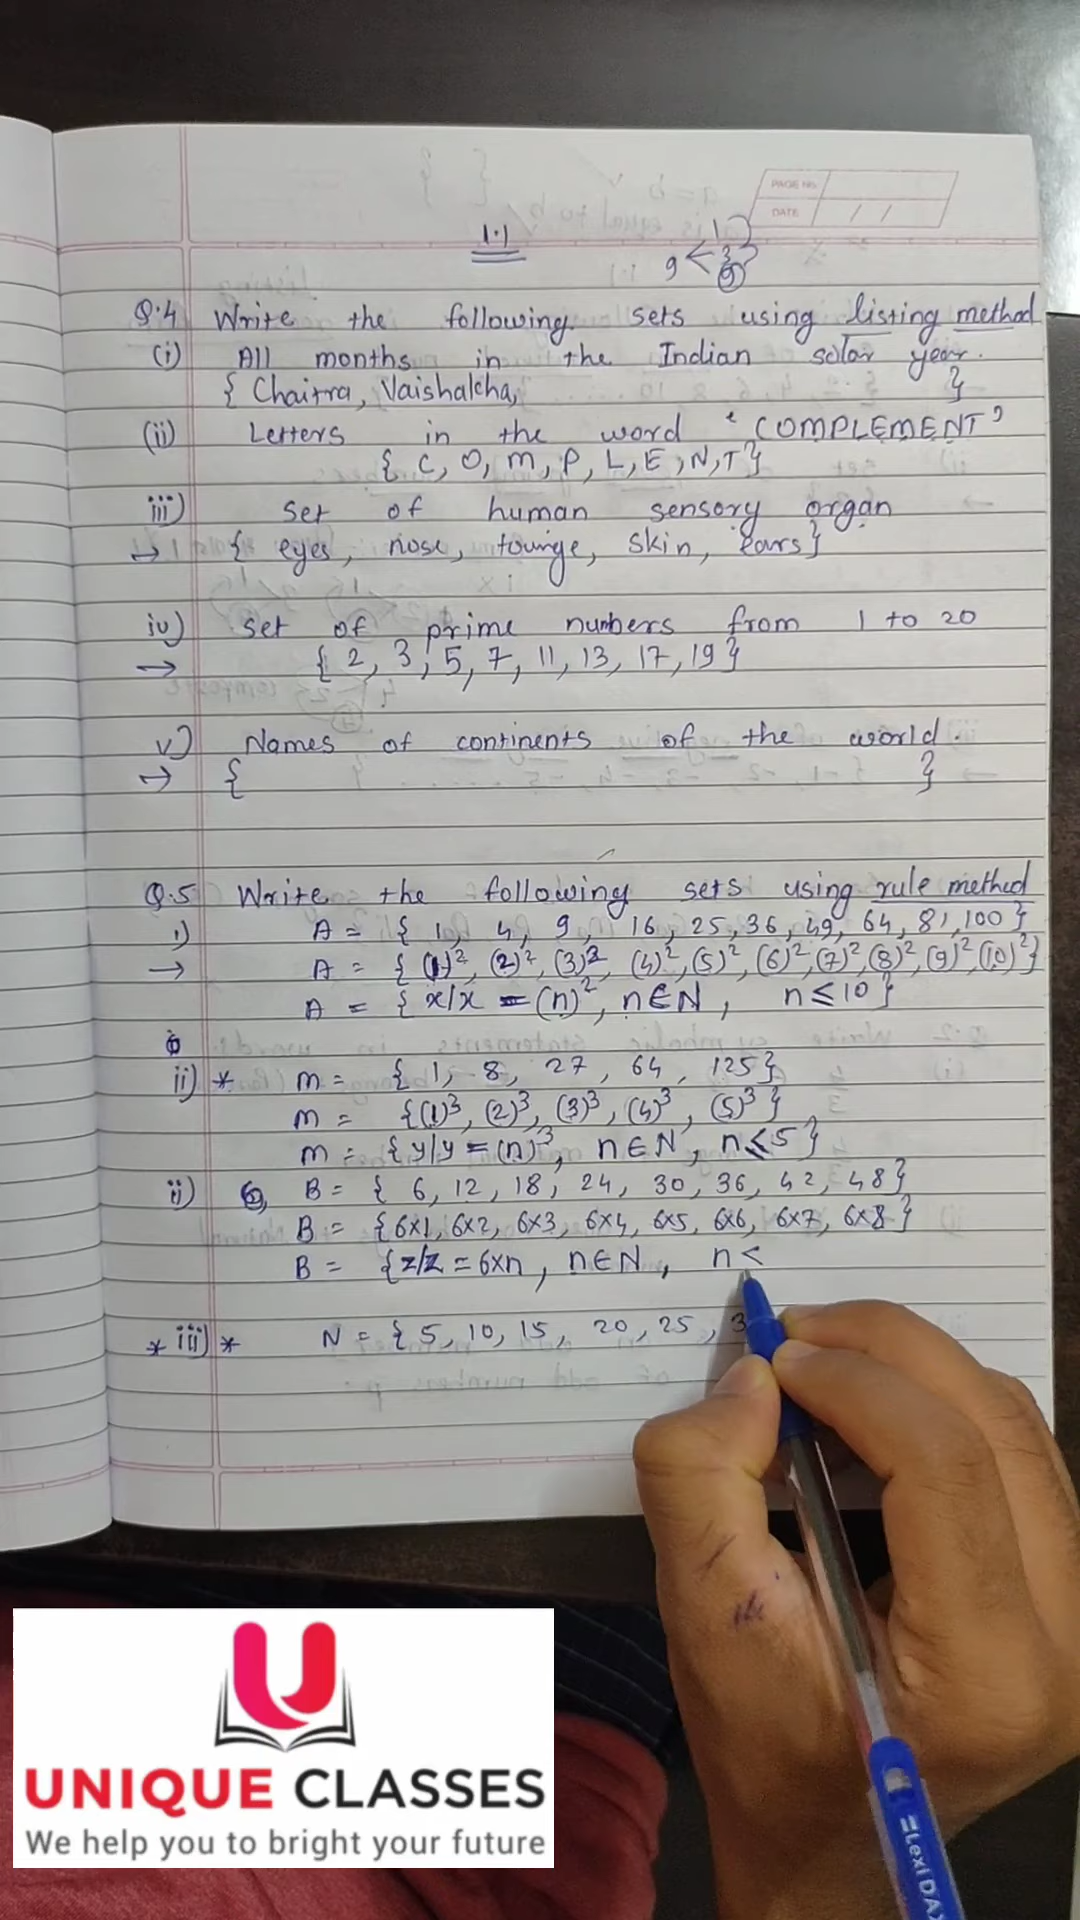 PAGE No.
DATE / /
1.1
9 < 1 3 9
Q.4 Write the following sets using listing method
(i) All months in the Indian solar year.
{ Chaitra, Vaishakha, }
(ii) Letters in the word 'COMPLEMENT'
{ C, O, M, P, L, E, N, T }
iii) set of human sensory organ
→ { eyes, nose, tounge, skin, ears }
iv) set of prime numbers from 1 to 20
→ { 2, 3, 5, 7, 11, 13, 17, 19 }
v) Names of continents of the world.
→ { }
Q.5 Write the following sets using rule method
i) A = { 1, 4, 9, 16, 25, 36, 49, 64, 81, 100 }
→ A = { (1)², (2)², (3)², (4)², (5)², (6)², (7)², (8)², (9)², (10)² }
A = { x/x = (n)², n∈N, n ≤ 10 }
ii) * m = { 1, 8, 27, 64, 125 }
m = { (1)³, (2)³, (3)³, (4)³, (5)³ }
m = { y/y = (n)³, n∈N, n ≤ 5 }
ii) B = { 6, 12, 18, 24, 30, 36, 42, 48 }
B = { 6×1, 6×2, 6×3, 6×4, 6×5, 6×6, 6×7, 6×8 }
B = { z/z = 6×n, n∈N, n <
* iii) * N = { 5, 10, 15, 20, 25, 3
UNIQUE CLASSES
We help you to bright your future
LexiDAX